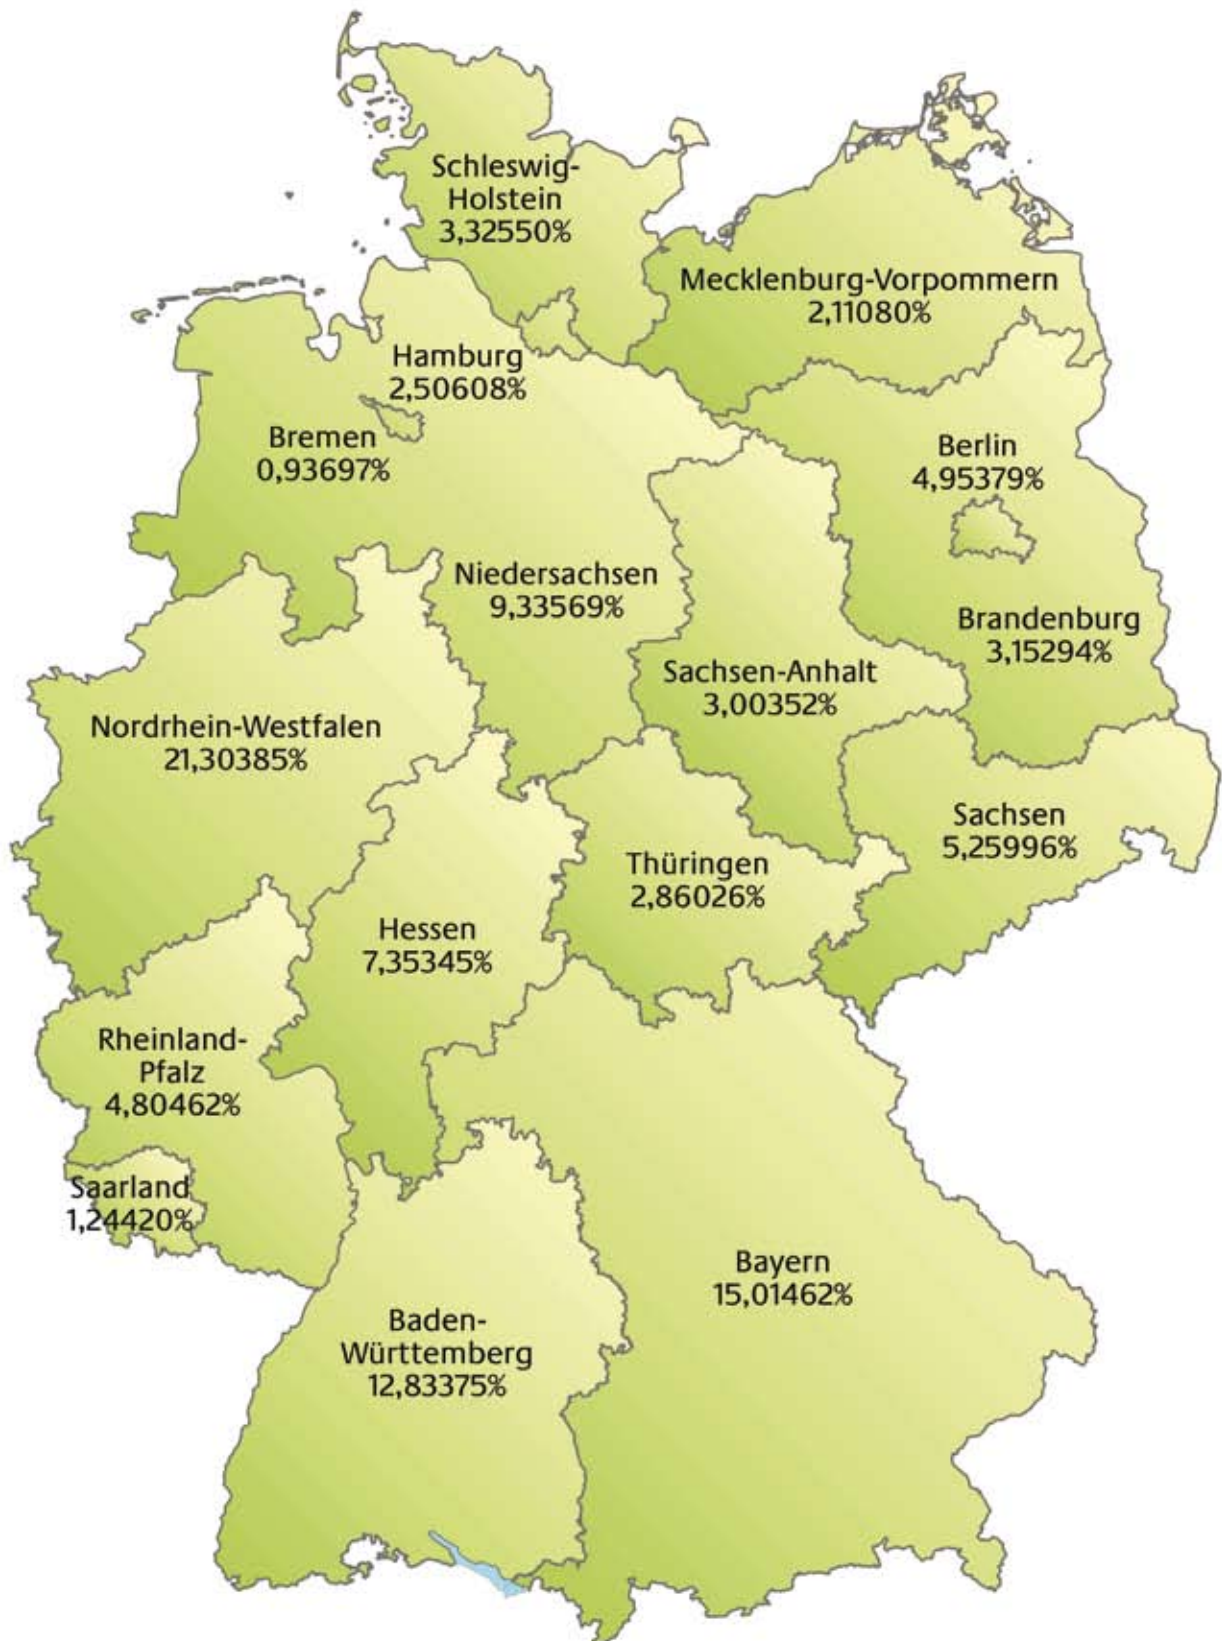 Schleswig-
Holstein
3,32550%
Mecklenburg-Vorpommern
2,11080%
Hamburg
2,50608%
Bremen
0,93697%
Berlin
4,95379%
Niedersachsen
9,33569%
Brandenburg
3,15294%
Sachsen-Anhalt
3,00352%
Nordrhein-Westfalen
21,30385%
Sachsen
5,25996%
Thüringen
2,86026%
Hessen
7,35345%
Rheinland-
Pfalz
4,80462%
Saarland
1,24420%
Bayern
15,01462%
Baden-
Württemberg
12,83375%